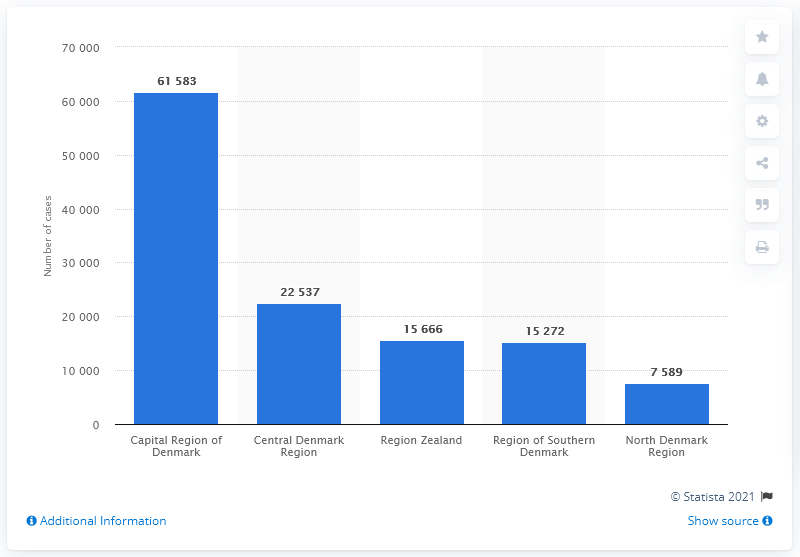 70 000
60 000
50 000
40 000
30 000
20 000
10 000
0
Number of cases
61 583
22 537
15 666
15 272
7 589
Capital Region of
Denmark
Central Denmark
Region
Region Zealand
Region of Southern
Denmark
North Denmark
Region
© Statista 2021
Additional Information
Show source